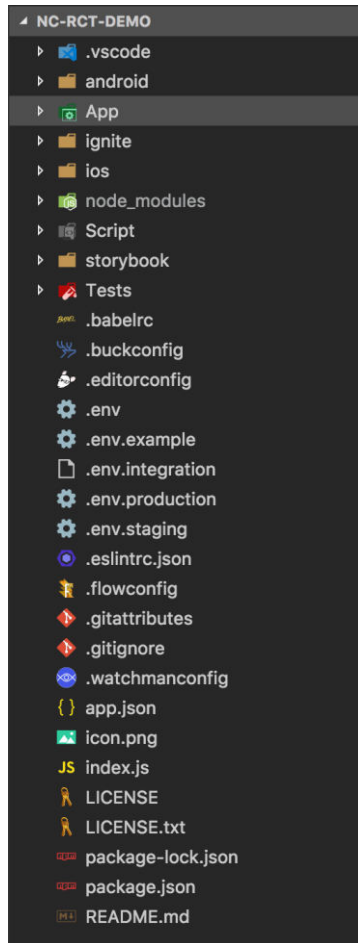 NC-RCT-DEMO
.vscode
android
App
ignite
ios
node_modules
Script
storybook
Tests
.babelrc
.buckconfig
.editorconfig
.env
.env.example
.env.integration
.env.production
.env.staging
.eslintrc.json
.flowconfig
.gitattributes
.gitignore
.watchmanconfig
{ } app.json
icon.png
JS index.js
LICENSE
LICENSE.txt
package-lock.json
package.json
M↓ README.md